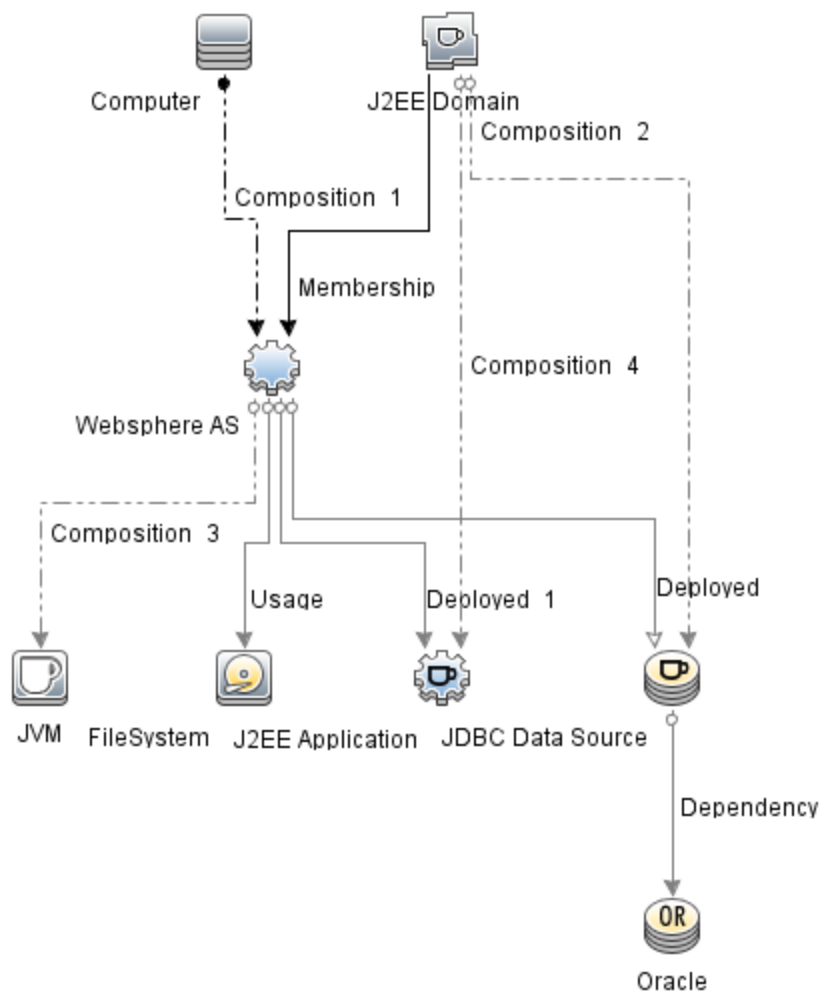 Computer
J2EE Domain
Composition 2
Composition 1
Membership
Composition 4
Websphere AS
Composition 3
Usage
Deployed 1
Deployed
JVM
FileSystem
J2EE Application
JDBC Data Source
Dependency
OR
Oracle